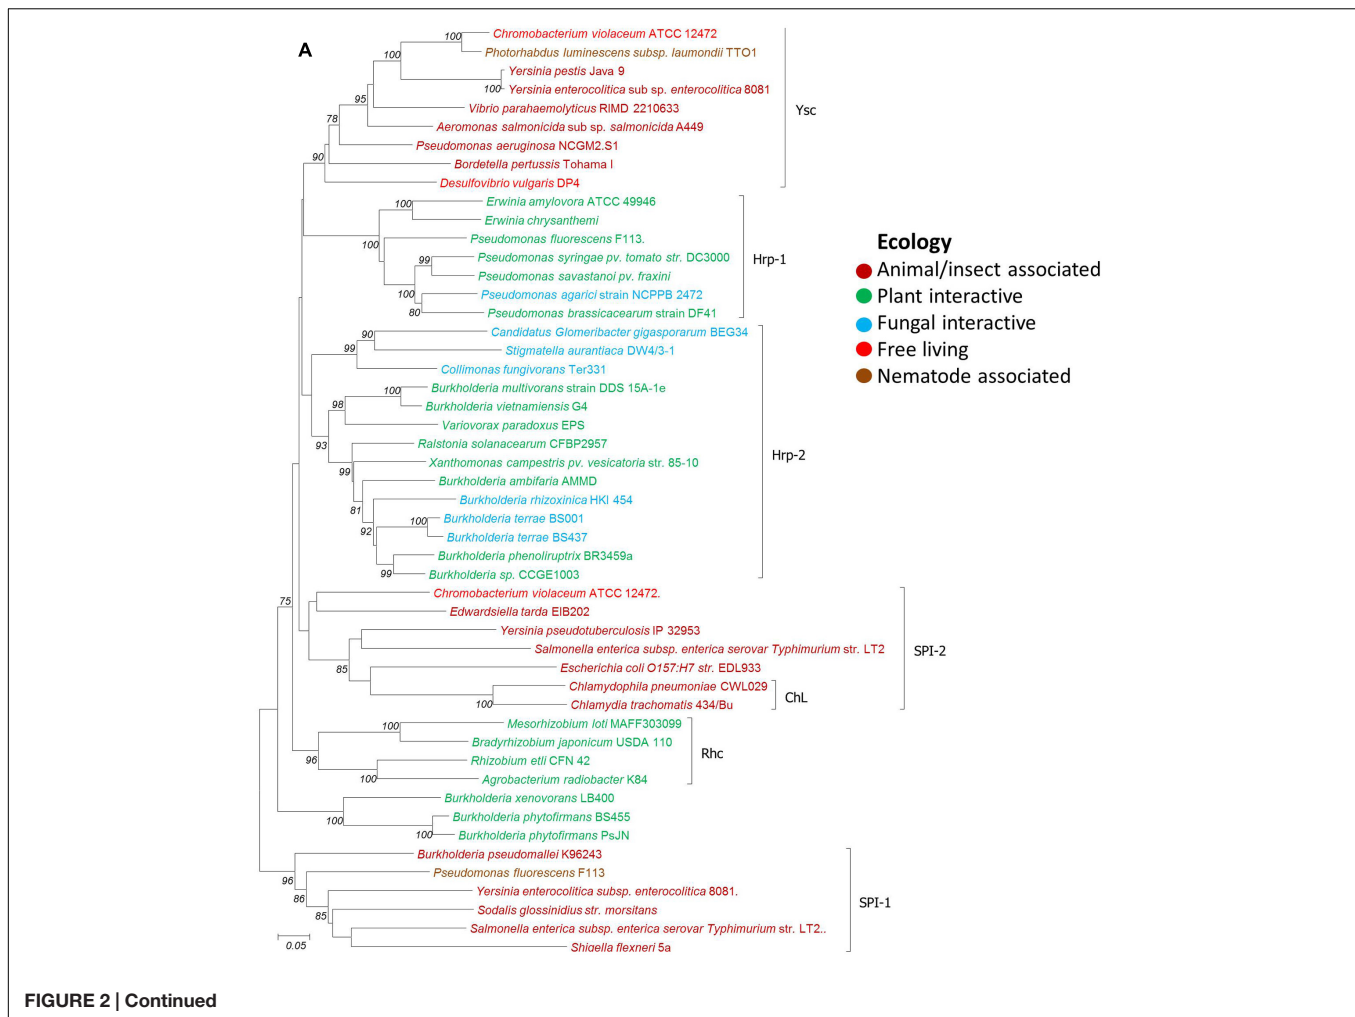 A
100
Chromobacterium violaceum ATCC 12472
100
Photorhabdus luminescens subsp. laumondii TTO1
Yersinia pestis Java 9
100
Yersinia enterocolitica sub sp. enterocolitica 8081
95
Vibrio parahaemolyticus RIMD 2210633
Ysc
78
Aeromonas salmonicida sub sp. salmonicida A449
Pseudomonas aeruginosa NCGM2.S1
90
Bordetella pertussis Tohama I
Desulfovibrio vulgaris DP4
100
Erwinia amylovora ATCC 49946
Erwinia chrysanthemi
100
Pseudomonas fluorescens F113.
99
Pseudomonas syringae pv. tomato str. DC3000
Hrp-1
Pseudomonas savastanoi pv. fraxini
100
Pseudomonas agarici strain NCPPB 2472
80
Pseudomonas brassicacearum strain DF41
90
Candidatus Glomeribacter gigasporarum BEG34
99
Stigmatella aurantiaca DW4/3-1
Collimonas fungivorans Ter331
100
Burkholderia multivorans strain DDS 15A-1e
98
Burkholderia vietnamiensis G4
Variovorax paradoxus EPS
93
Ralstonia solanacearum CFBP2957
Hrp-2
99
Xanthomonas campestris pv. vesicatoria str. 85-10
Burkholderia ambifaria AMMD
81
Burkholderia rhizoxinica HKI 454
100
Burkholderia terrae BS001
92
Burkholderia terrae BS437
Burkholderia phenoliruptrix BR3459a
99
Burkholderia sp. CCGE1003
75
Chromobacterium violaceum ATCC 12472.
Edwardsiella tarda EIB202
Yersinia pseudotuberculosis IP 32953
Salmonella enterica subsp. enterica serovar Typhimurium str. LT2
SPI-2
85
Escherichia coli O157:H7 str. EDL933
Chlamydophila pneumoniae CWL029
ChL
100
Chlamydia trachomatis 434/Bu
100
Mesorhizobium loti MAFF303099
Bradyrhizobium japonicum USDA 110
Rhc
96
Rhizobium etli CFN 42
100
Agrobacterium radiobacter K84
Burkholderia xenovorans LB400
100
Burkholderia phytofirmans BS455
100
Burkholderia phytofirmans PsJN
Burkholderia pseudomallei K96243
96
Pseudomonas fluorescens F113
86
Yersinia enterocolitica subsp. enterocolitica 8081.
SPI-1
85
Sodalis glossinidius str. morsitans
Salmonella enterica subsp. enterica serovar Typhimurium str. LT2..
Shigella flexneri 5a
0.05
Ecology
Animal/insect associated
Plant interactive
Fungal interactive
Free living
Nematode associated
FIGURE 2 | Continued